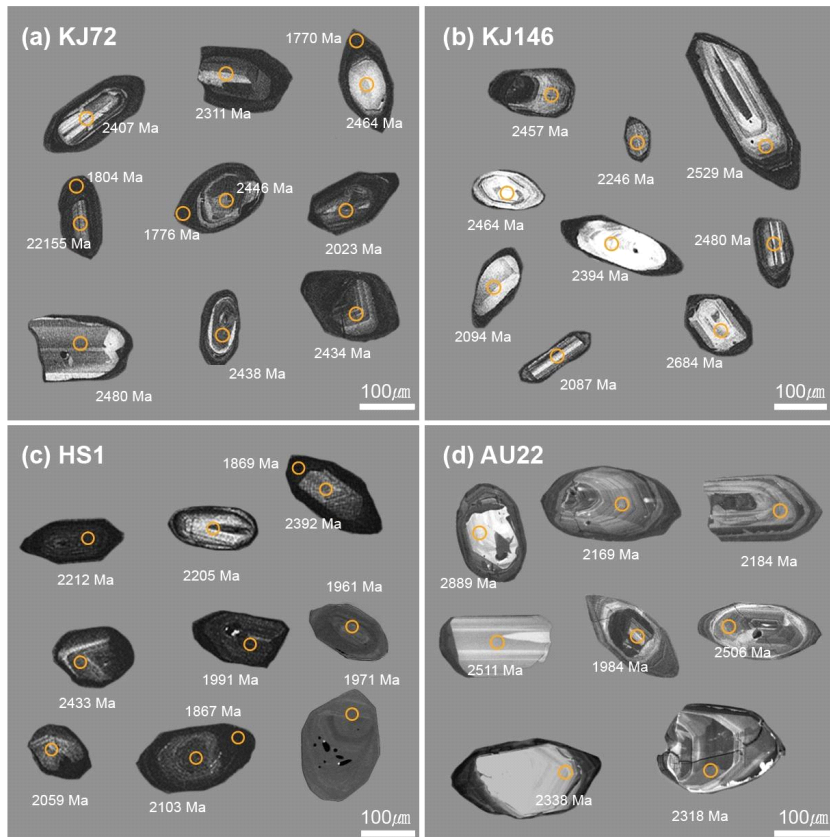 (a) KJ72
1770 Ma
2407 Ma
2311 Ma
2464 Ma
1804 Ma
2446 Ma
22155 Ma
1776 Ma
2023 Ma
2480 Ma
2438 Ma
2434 Ma
100㎛
(b) KJ146
2457 Ma
2246 Ma
2529 Ma
2464 Ma
2394 Ma
2480 Ma
2094 Ma
2087 Ma
2684 Ma
100㎛
(c) HS1
1869 Ma
2392 Ma
2212 Ma
2205 Ma
1961 Ma
2433 Ma
1991 Ma
1971 Ma
1867 Ma
2059 Ma
2103 Ma
100㎛
(d) AU22
2889 Ma
2169 Ma
2184 Ma
2511 Ma
1984 Ma
2506 Ma
2338 Ma
2318 Ma
100㎛